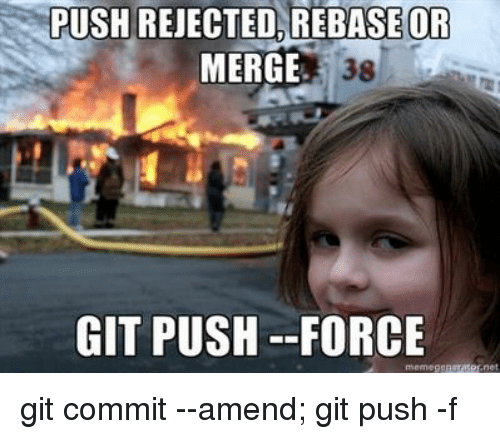 PUSH REJECTED, REBASE OR
MERGE
38
GIT PUSH --FORCE
memegenerator.net
git commit --amend; git push -f